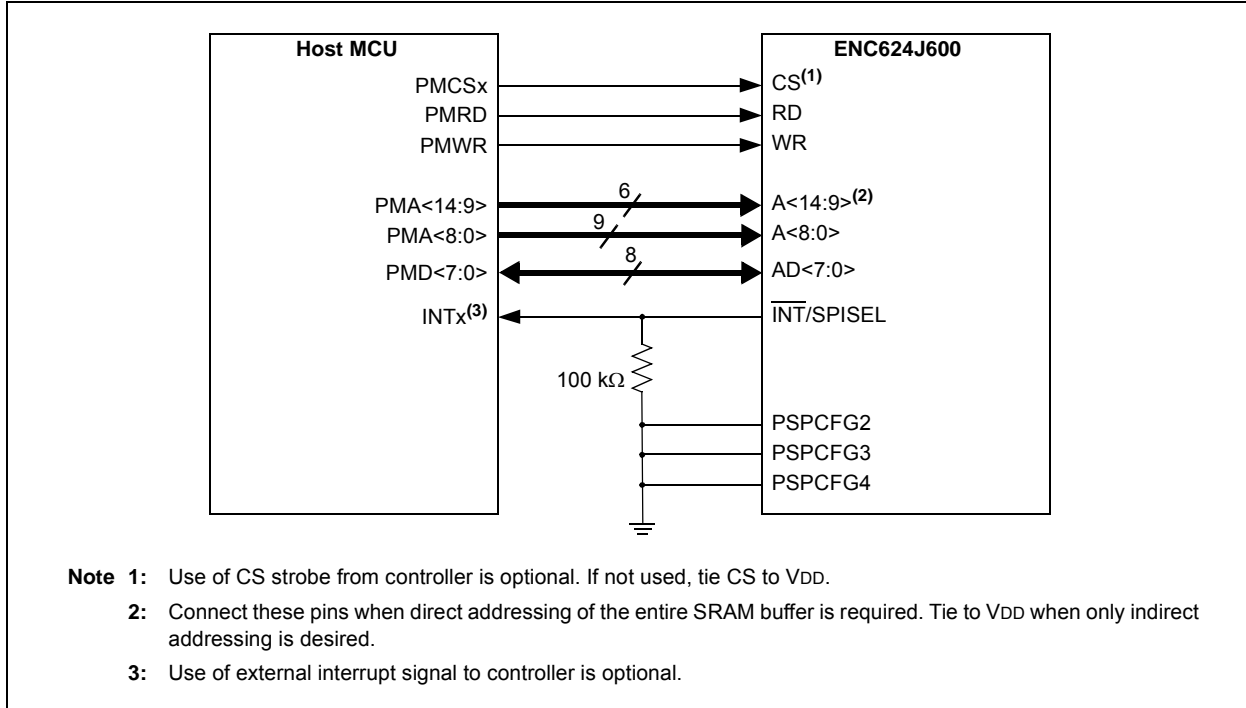 Host MCU
ENC624J600
PMCSx
CS(1)
PMRD
RD
PMWR
WR
PMA<14:9>
6
A<14:9>(2)
PMA<8:0>
9
A<8:0>
PMD<7:0>
8
AD<7:0>
INTx(3)
INT/SPISEL
100 kΩ
PSPCFG2
PSPCFG3
PSPCFG4
Note 1: Use of CS strobe from controller is optional. If not used, tie CS to VDD.
2: Connect these pins when direct addressing of the entire SRAM buffer is required. Tie to VDD when only indirect
addressing is desired.
3: Use of external interrupt signal to controller is optional.